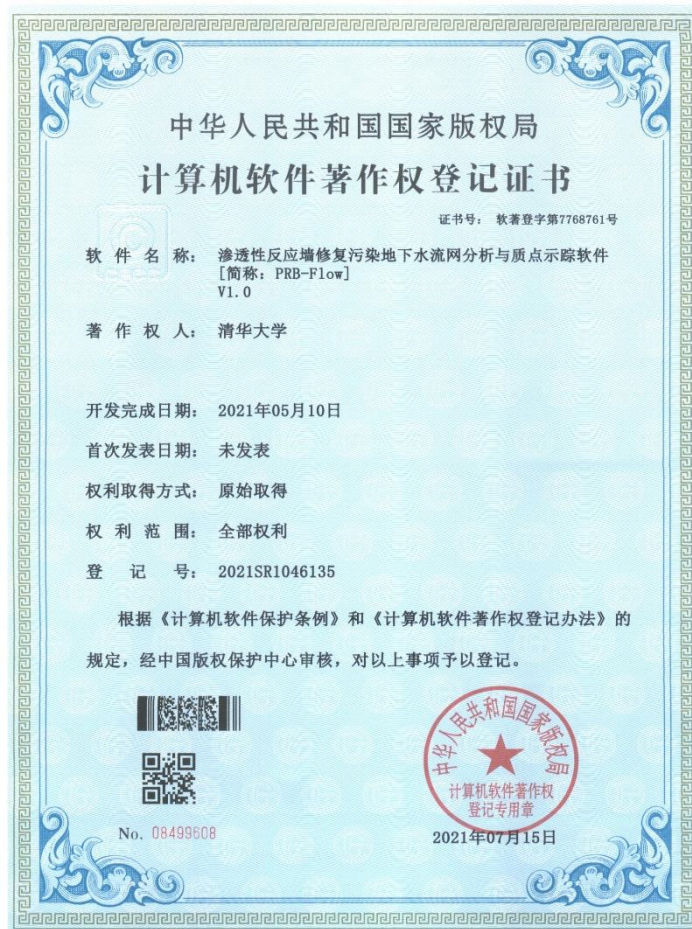 中华人民共和国国家版权局
计算机软件著作权登记证书
证书号： 软著登字第7768761号
软件名称： 渗透性反应墙修复污染地下水流网分析与质点示踪软件
[简称：PRB-Flow]
V1.0
著作权人： 清华大学
开发完成日期： 2021年05月10日
首次发表日期： 未发表
权利取得方式： 原始取得
权利范围： 全部权利
登记号： 2021SR1046135
根据《计算机软件保护条例》和《计算机软件著作权登记办法》的
规定，经中国版权保护中心审核，对以上事项予以登记。
中华人民共和国国家版权局
计算机软件著作权
登记专用章
No. 08499608
2021年07月15日